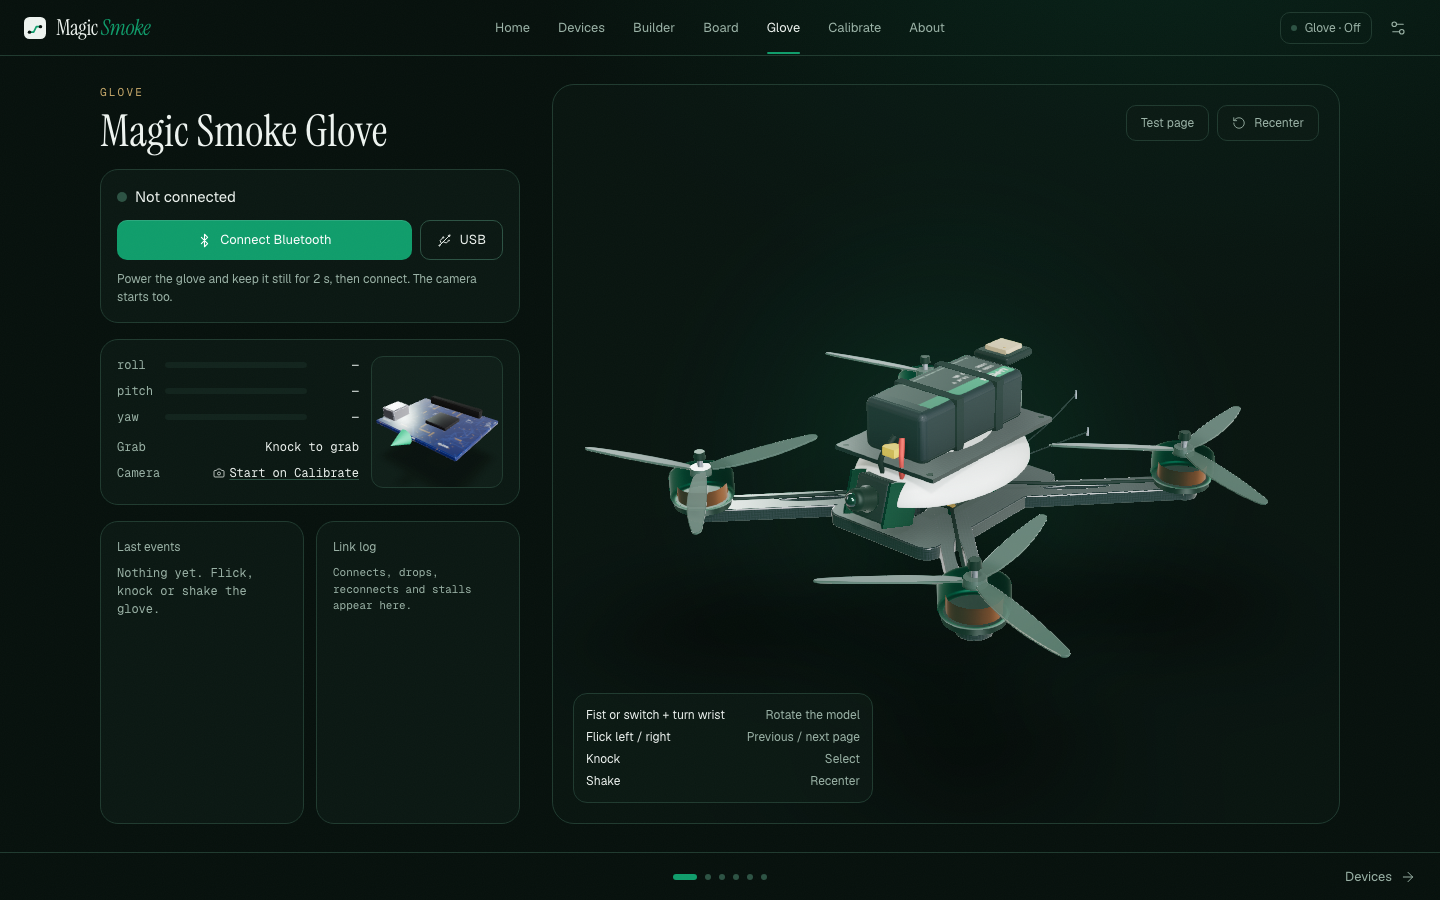 Magic Smoke
Home
Devices
Builder
Board
Glove
Calibrate
About
Glove · Off
GLOVE
Magic Smoke Glove
Not connected
Connect Bluetooth
USB
Power the glove and keep it still for 2 s, then connect. The camera
starts too.
roll –
pitch –
yaw –
Grab Knock to grab
Camera Start on Calibrate
Last events
Nothing yet. Flick,
knock or shake the
glove.
Link log
Connects, drops,
reconnects and stalls
appear here.
Test page
Recenter
Fist or switch + turn wrist Rotate the model
Flick left / right Previous / next page
Knock Select
Shake Recenter
Devices